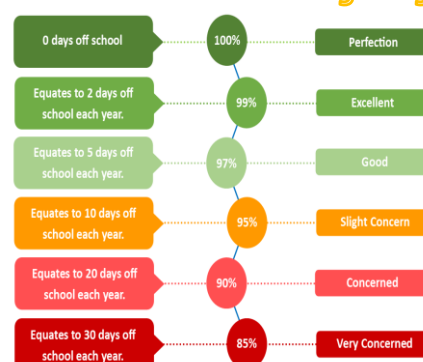 0 days off school
100%
Perfection
Equates to 2 days off
school each year.
99%
Excellent
Equates to 5 days off
school each year.
97%
Good
Equates to 10 days off
school each year.
95%
Slight Concern
Equates to 20 days off
school each year.
90%
Concerned
Equates to 30 days off
school each year.
85%
Very Concerned